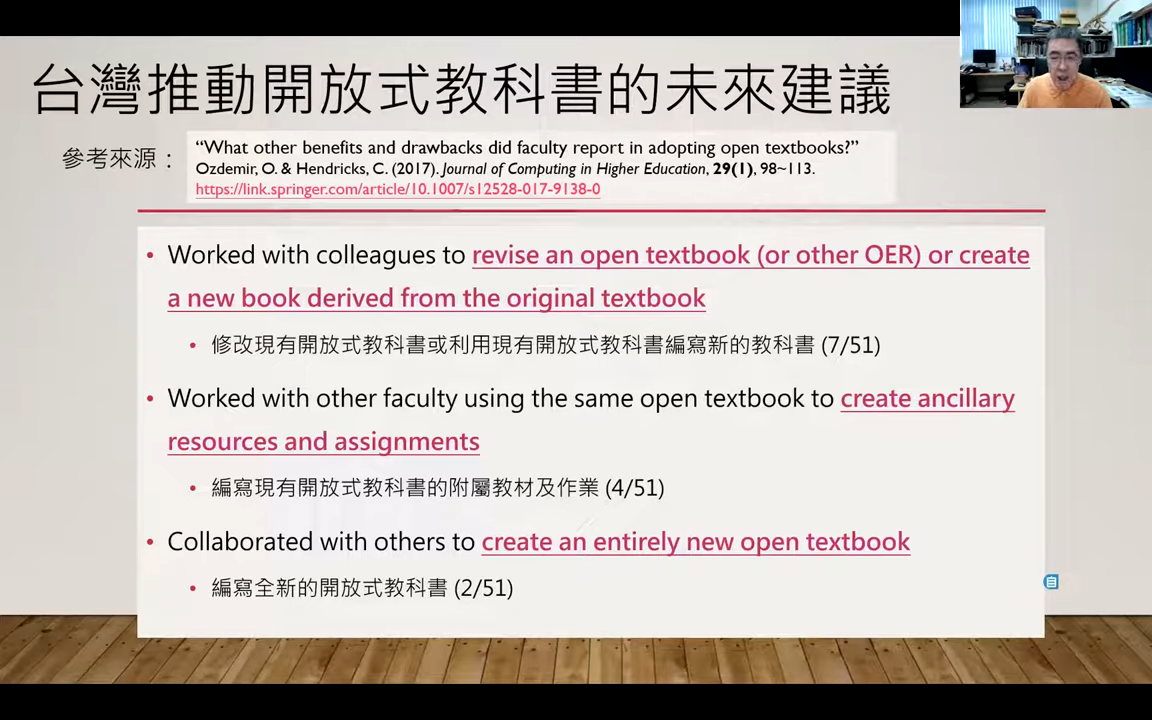 台灣推動開放式教科書的未來建議
參考來源：
“What other benefits and drawbacks did faculty report in adopting open textbooks?”
Ozdemir, O. & Hendricks, C. (2017). Journal of Computing in Higher Education, 29(1), 98~113.
https://link.springer.com/article/10.1007/s12528-017-9138-0
• Worked with colleagues to revise an open textbook (or other OER) or create
a new book derived from the original textbook
• 修改現有開放式教科書或利用現有開放式教科書編寫新的教科書 (7/51)
• Worked with other faculty using the same open textbook to create ancillary
resources and assignments
• 編寫現有開放式教科書的附屬教材及作業 (4/51)
• Collaborated with others to create an entirely new open textbook
• 編寫全新的開放式教科書 (2/51)